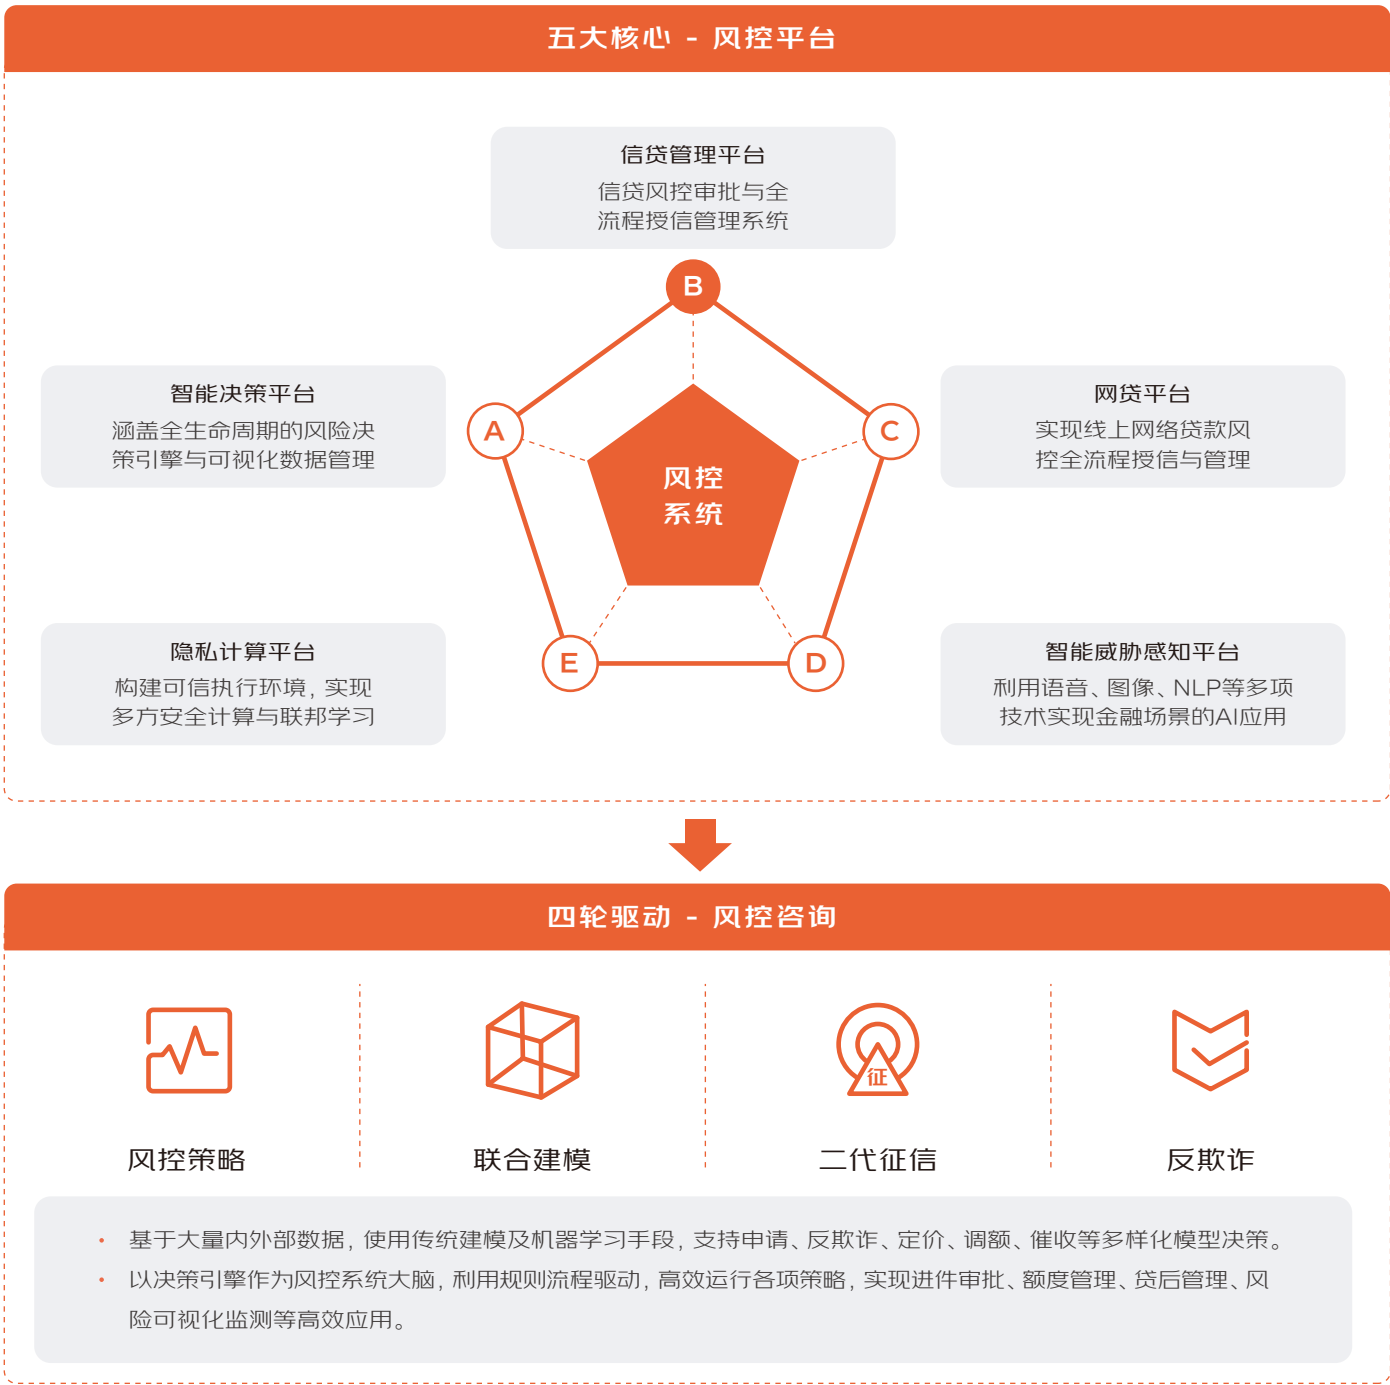 五大核心 - 风控平台
信贷管理平台
信贷风控审批与全
流程授信管理系统
B
智能决策平台
涵盖全生命周期的风险决
策引擎与可视化数据管理
A
C
网贷平台
实现线上网络贷款风
控全流程授信与管理
风控
系统
隐私计算平台
构建可信执行环境，实现
多方安全计算与联邦学习
E
D
智能威胁感知平台
利用语音、图像、NLP等多项
技术实现金融场景的AI应用
四轮驱动 - 风控咨询
征
风控策略
联合建模
二代征信
反欺诈
• 基于大量内外部数据，使用传统建模及机器学习手段，支持申请、反欺诈、定价、调额、催收等多样化模型决策。
• 以决策引擎作为风控系统大脑，利用规则流程驱动，高效运行各项策略，实现进件审批、额度管理、贷后管理、风
险可视化监测等高效应用。